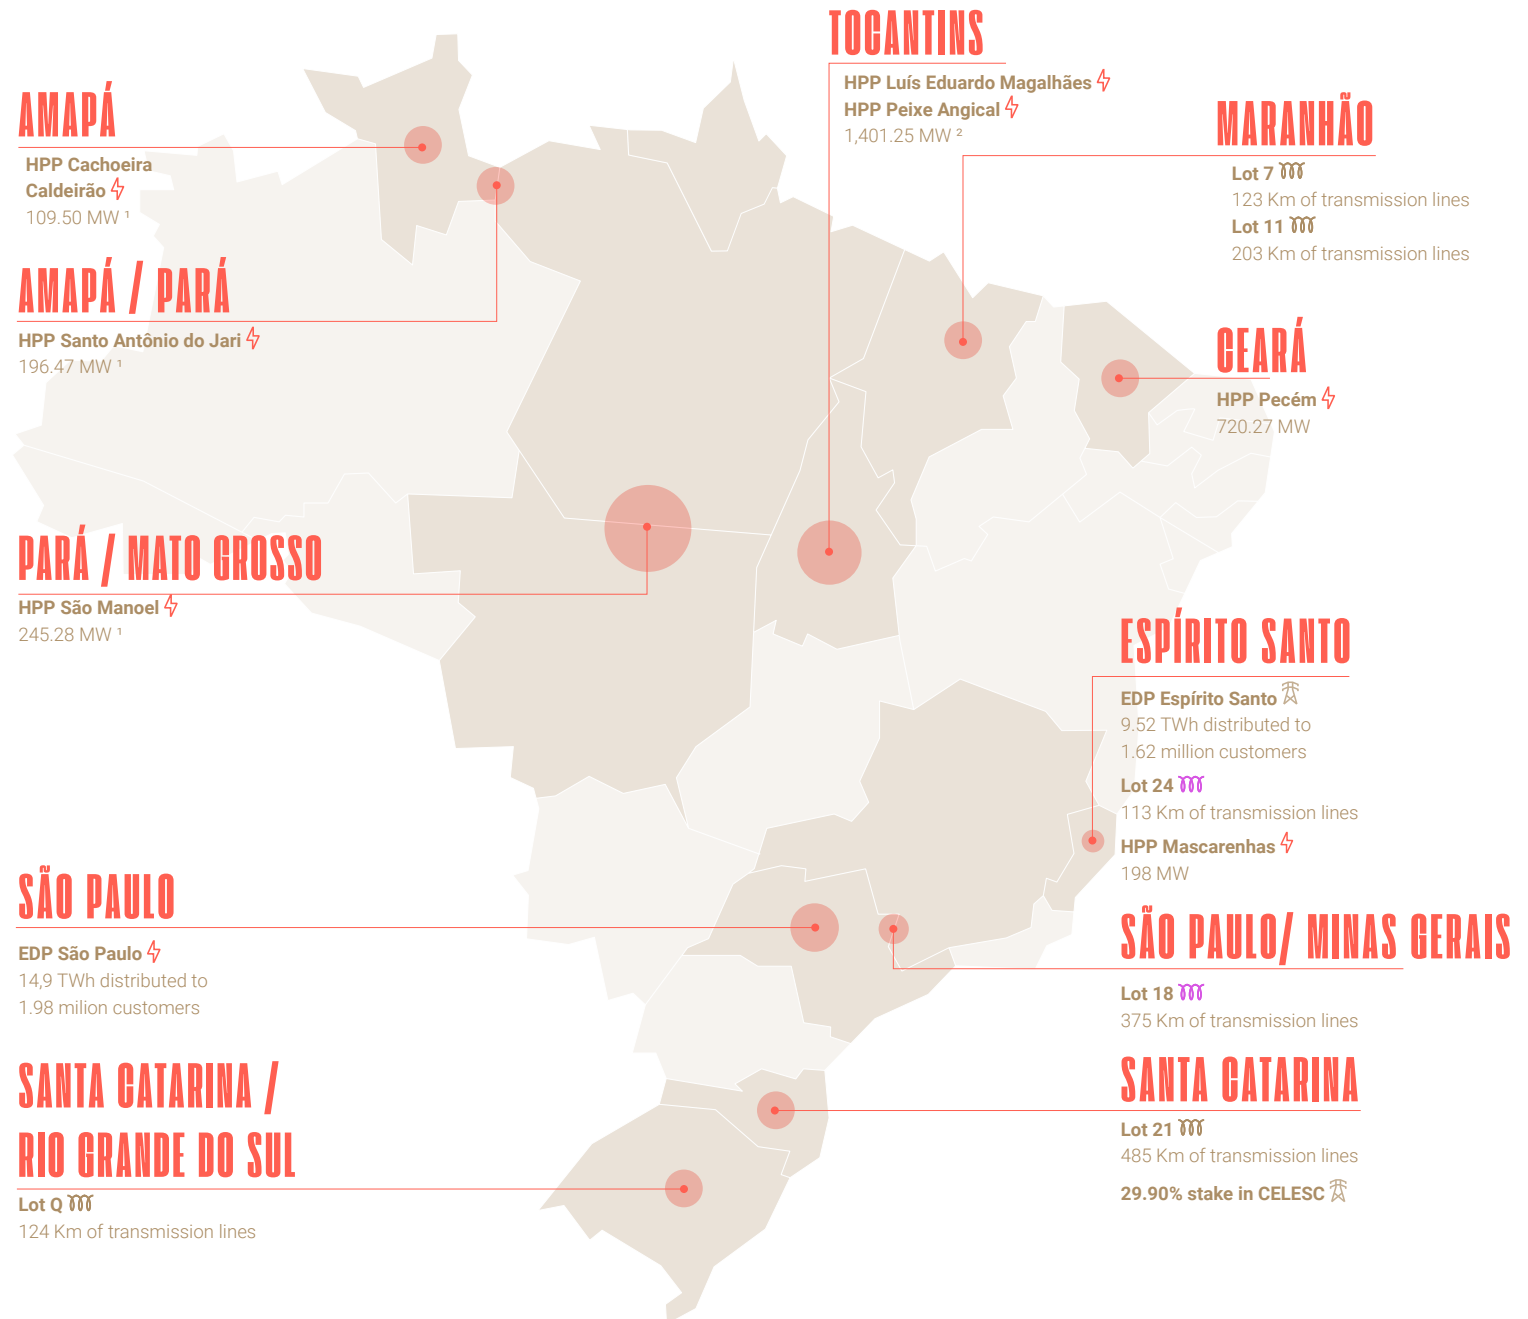 TOCANTINS
HPP Luís Eduardo Magalhães
HPP Peixe Angical
1,401.25 MW ²
AMAPÁ
HPP Cachoeira
Caldeirão
109.50 MW ¹
MARANHÃO
Lot 7
123 Km of transmission lines
Lot 11
203 Km of transmission lines
AMAPÁ / PARÁ
HPP Santo Antônio do Jari
196.47 MW ¹
CEARÁ
HPP Pecém
720.27 MW
PARÁ / MATO GROSSO
HPP São Manoel
245.28 MW ¹
ESPÍRITO SANTO
EDP Espírito Santo
9.52 TWh distributed to
1.62 million customers
Lot 24
113 Km of transmission lines
HPP Mascarenhas
198 MW
SÃO PAULO
EDP São Paulo
14,9 TWh distributed to
1.98 milion customers
SÃO PAULO/ MINAS GERAIS
Lot 18
375 Km of transmission lines
SANTA CATARINA /
RIO GRANDE DO SUL
Lot Q
124 Km of transmission lines
SANTA CATARINA
Lot 21
485 Km of transmission lines
29.90% stake in CELESC